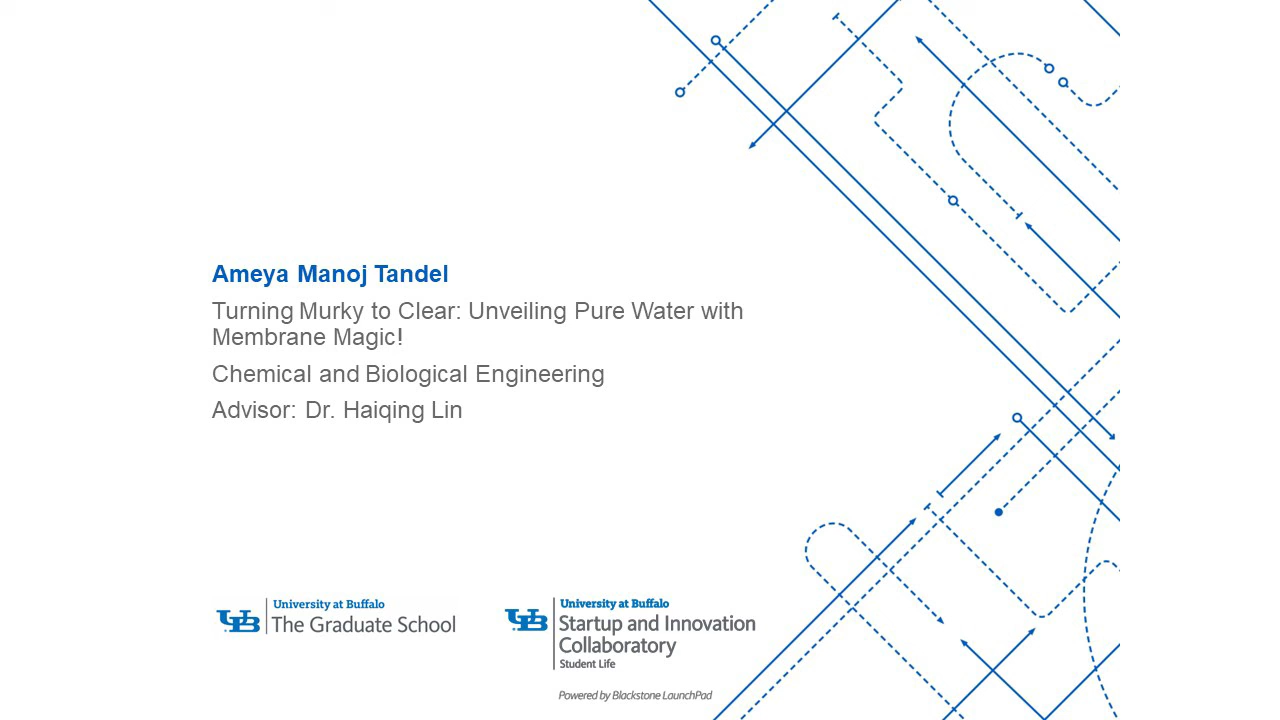 Ameya Manoj Tandel
Turning Murky to Clear: Unveiling Pure Water with
Membrane Magic!
Chemical and Biological Engineering
Advisor: Dr. Haiqing Lin
UB
University at Buffalo
The Graduate School
UB
University at Buffalo
Startup and Innovation
Collaboratory
Student Life
Powered by Blackstone LaunchPad